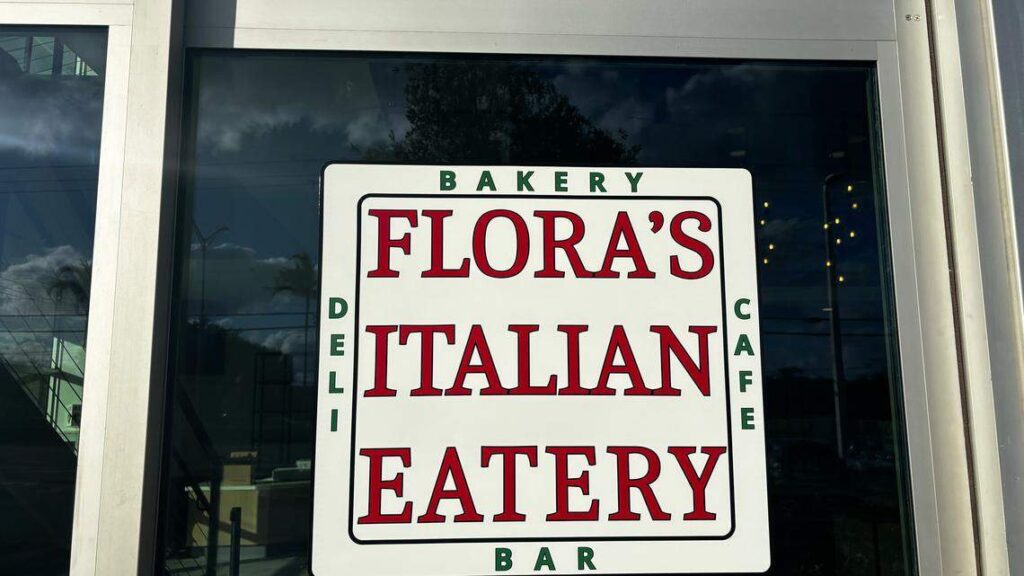 BAKERY
FLORA'S
ITALIAN
EATERY
DELI
CAFE
BAR